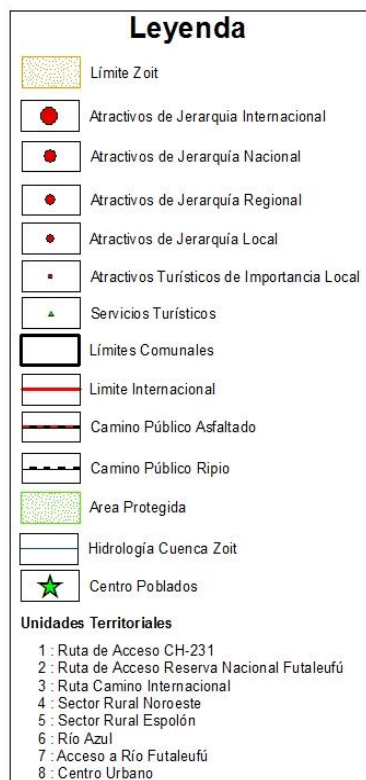 Leyenda
Límite Zoit
Atractivos de Jerarquia Internacional
Atractivos de Jerarquía Nacional
Atractivos de Jerarquía Regional
Atractivos de Jerarquía Local
Atractivos Turísticos de Importancia Local
Servicios Turísticos
Límites Comunales
Limite Internacional
Camino Público Asfaltado
Camino Público Ripio
Area Protegida
Hidrología Cuenca Zoit
Centro Poblados
Unidades Territoriales
1 : Ruta de Acceso CH-231
2 : Ruta de Acceso Reserva Nacional Futaleufú
3 : Ruta Camino Internacional
4 : Sector Rural Noroeste
5 : Sector Rural Espolón
6 : Río Azul
7 : Acceso a Río Futaleufú
8 : Centro Urbano